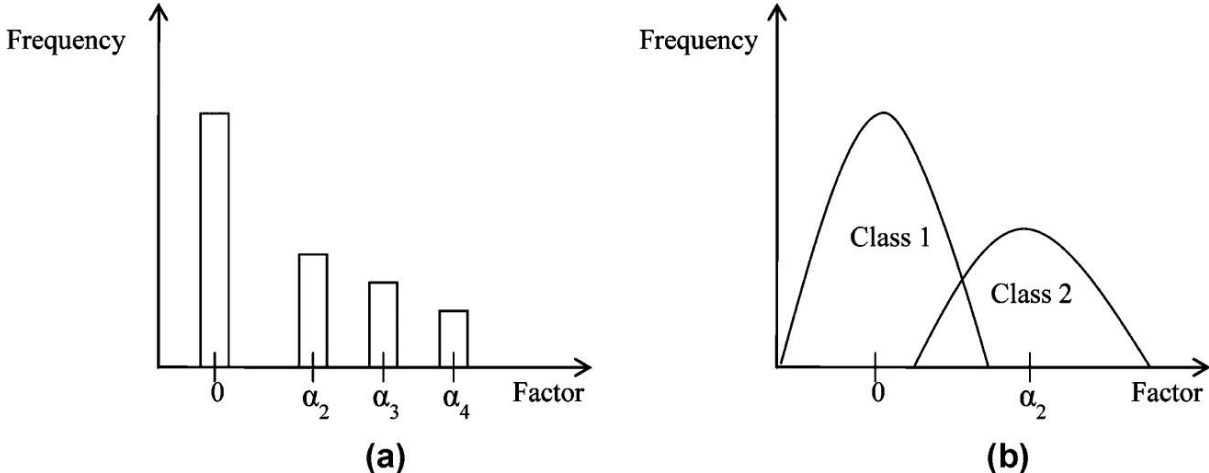 Frequency
0
α₂
α₃
α₄
Factor
(a)
Frequency
Class 1
Class 2
0
α₂
Factor
(b)